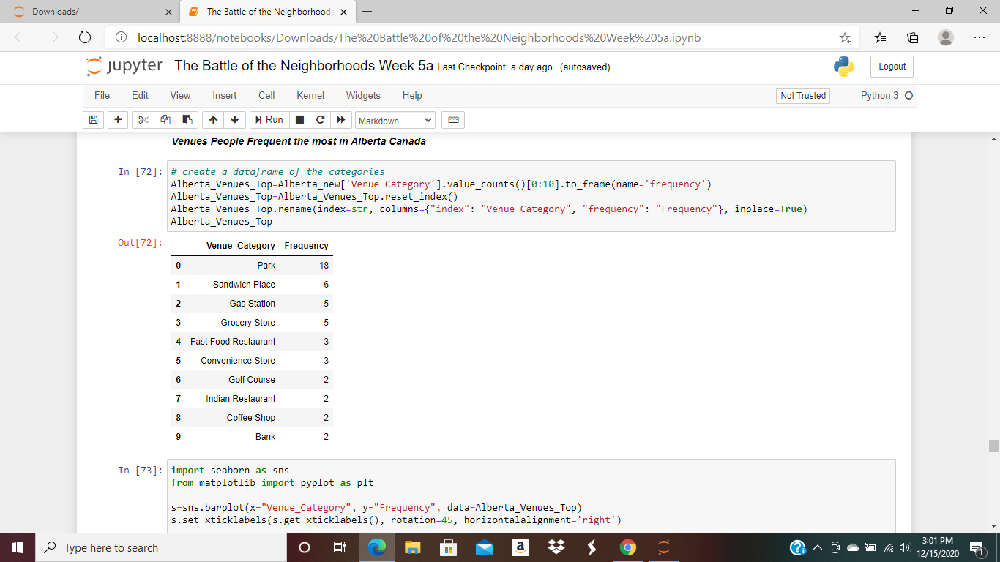 Downloads/
The Battle of the Neighborhoods
localhost:8888/notebooks/Downloads/The%20Battle%20of%20the%20Neighborhoods%20Week%205a.ipynb
jupyter The Battle of the Neighborhoods Week 5a Last Checkpoint: a day ago (autosaved)
Logout
File Edit View Insert Cell Kernel Widgets Help
Not Trusted
Python 3
Run
Markdown
Venues People Frequent the most in Alberta Canada
In [72]:
# create a dataframe of the categories
Alberta_Venues_Top=Alberta_new['Venue Category'].value_counts()[0:10].to_frame(name='frequency')
Alberta_Venues_Top=Alberta_Venues_Top.reset_index()
Alberta_Venues_Top.rename(index=str, columns={"index": "Venue_Category", "frequency": "Frequency"}, inplace=True)
Alberta_Venues_Top
Out[72]:
Venue_Category Frequency
0 Park 18
1 Sandwich Place 6
2 Gas Station 5
3 Grocery Store 5
4 Fast Food Restaurant 3
5 Convenience Store 3
6 Golf Course 2
7 Indian Restaurant 2
8 Coffee Shop 2
9 Bank 2
In [73]:
import seaborn as sns
from matplotlib import pyplot as plt
s=sns.barplot(x="Venue_Category", y="Frequency", data=Alberta_Venues_Top)
s.set_xticklabels(s.get_xticklabels(), rotation=45, horizontalalignment='right')
Type here to search
3:01 PM
12/15/2020
1